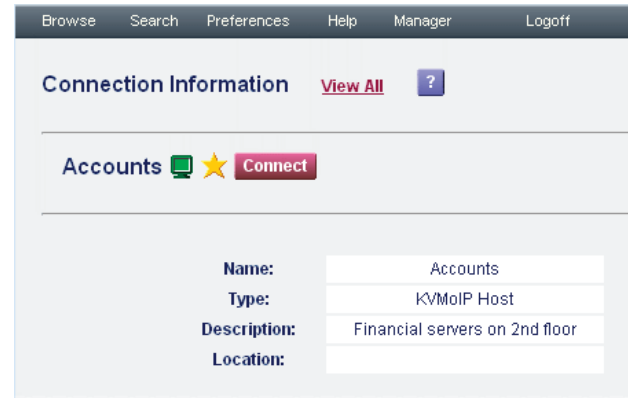 Browse Search Preferences Help Manager Logoff
Connection Information View All ?
Accounts Connect
Name: Accounts
Type: KVMoIP Host
Description: Financial servers on 2nd floor
Location: